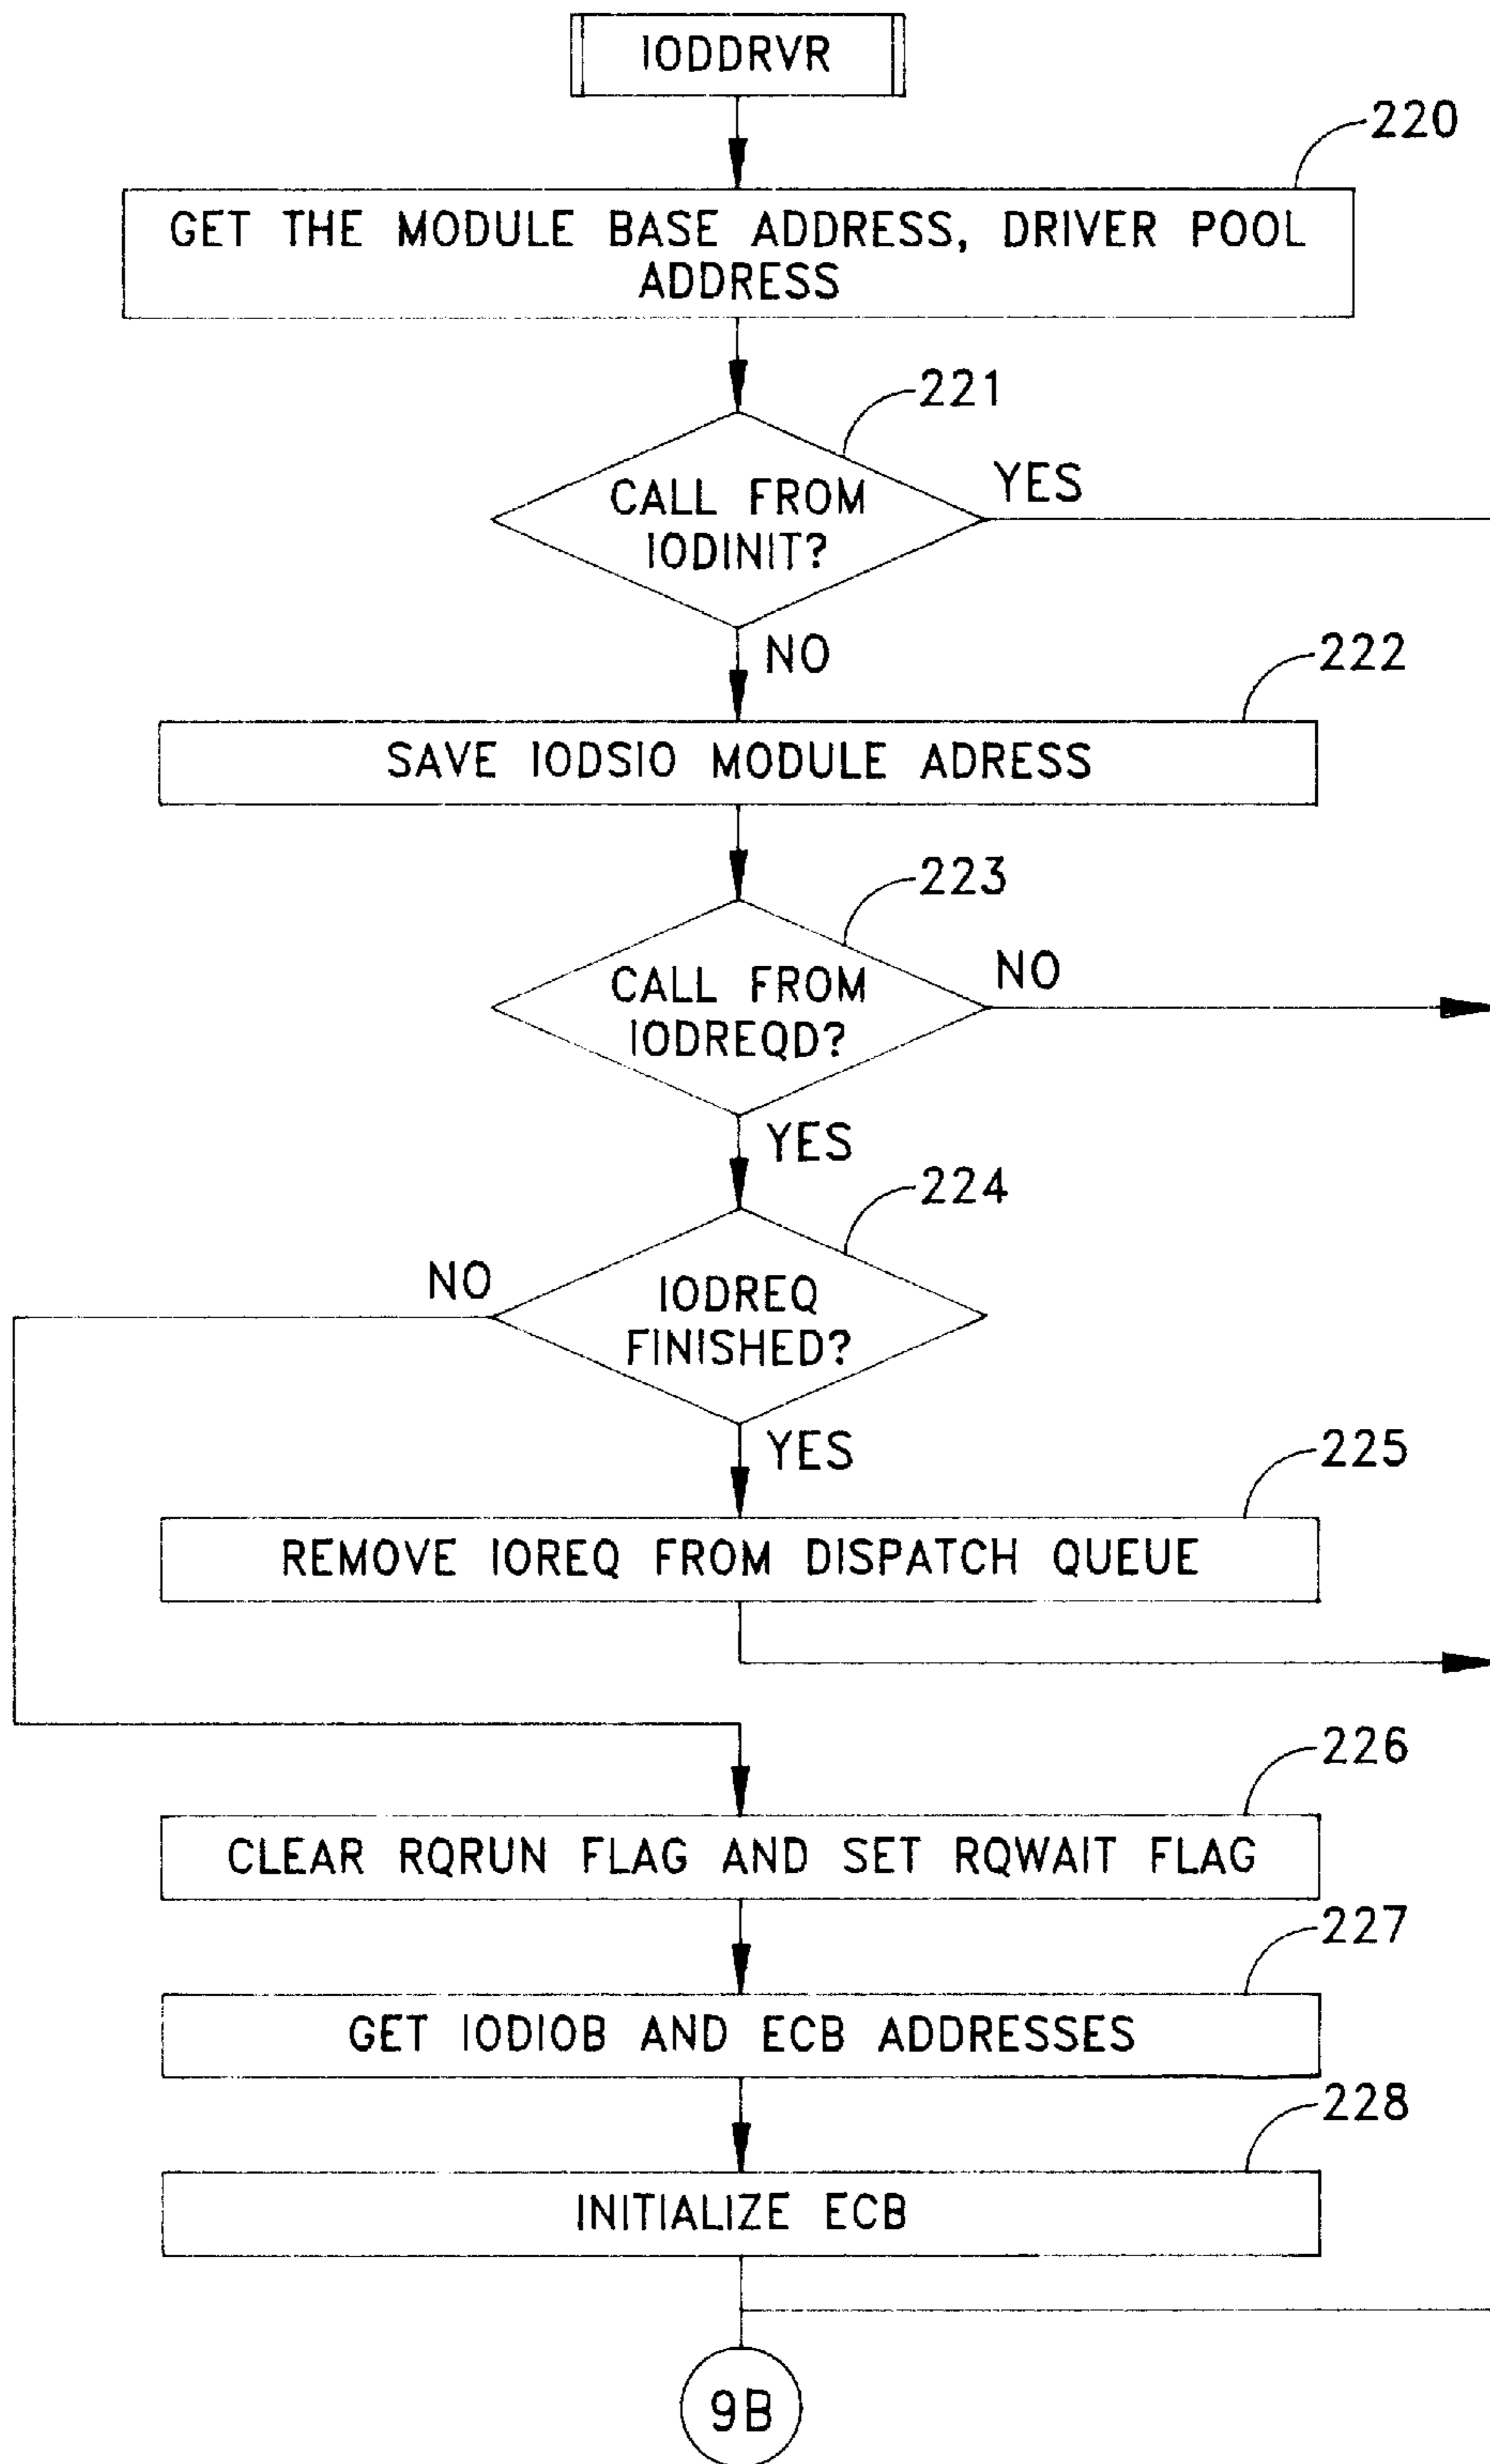 IODDRVR
220
GET THE MODULE BASE ADDRESS, DRIVER POOL
ADDRESS
221
CALL FROM
IODINIT?
YES
NO
222
SAVE IODSIO MODULE ADRESS
223
CALL FROM
IODREQD?
NO
YES
224
IODREQ
FINISHED?
NO
YES
225
REMOVE IOREQ FROM DISPATCH QUEUE
226
CLEAR RQRUN FLAG AND SET RQWAIT FLAG
227
GET IODIOB AND ECB ADDRESSES
228
INITIALIZE ECB
9B